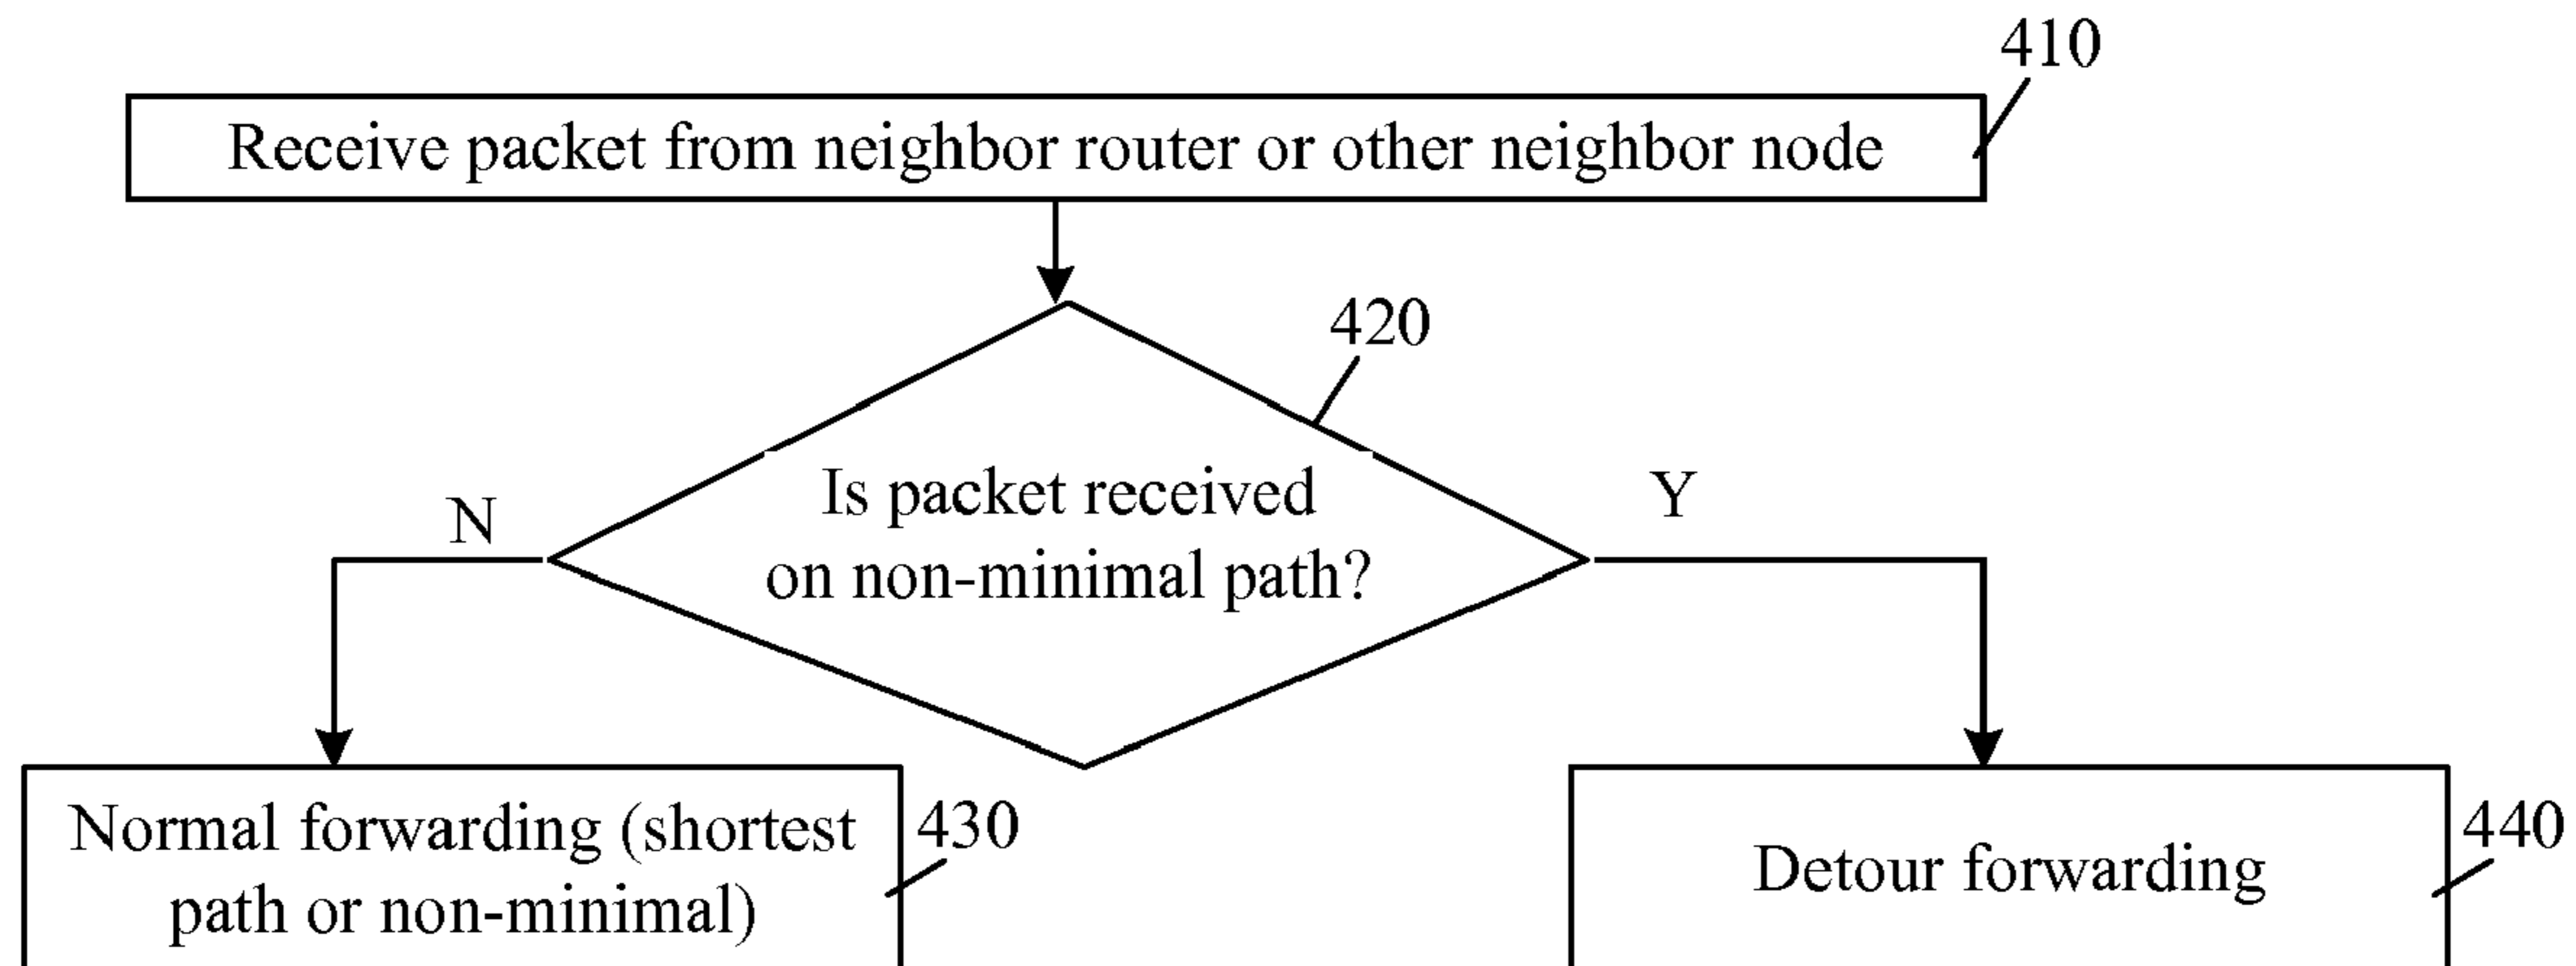 410
Receive packet from neighbor router or other neighbor node
420
Is packet received
on non-minimal path?
N
Y
Normal forwarding (shortest
path or non-minimal)
430
Detour forwarding
440